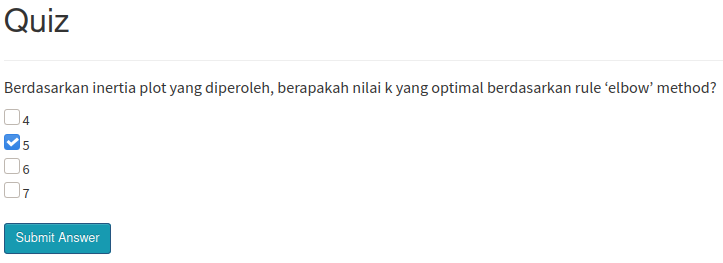 Quiz
Berdasarkan inertia plot yang diperoleh, berapakah nilai k yang optimal berdasarkan rule ‘elbow’ method?
4
5
6
7
Submit Answer